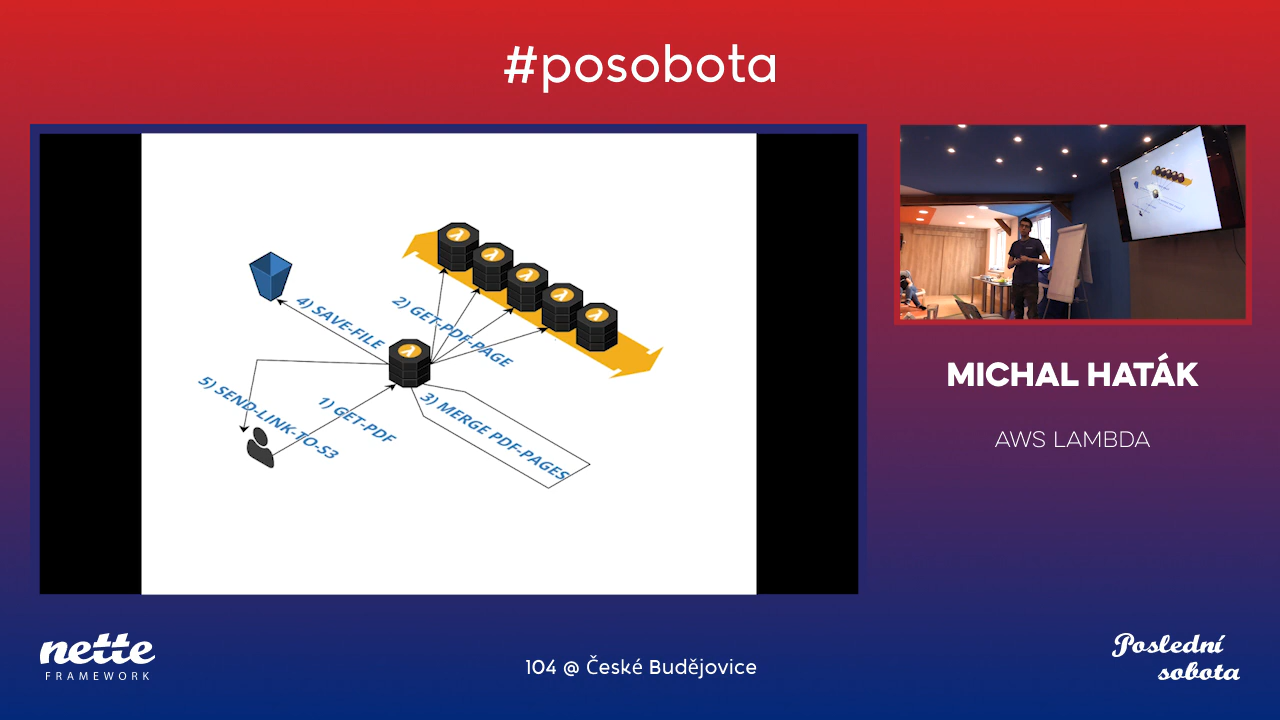 #posobota
4) SAVE-FILE
2) GET-PDF-PAGE
5) SEND-LINK-TO-S3
1) GET-PDF
3) MERGE PDF-PAGES
λ
λ
λ
λ
λ
λ
MICHAL HATÁK
AWS LAMBDA
nette
FRAMEWORK
104 @ České Budějovice
Poslední
sobota